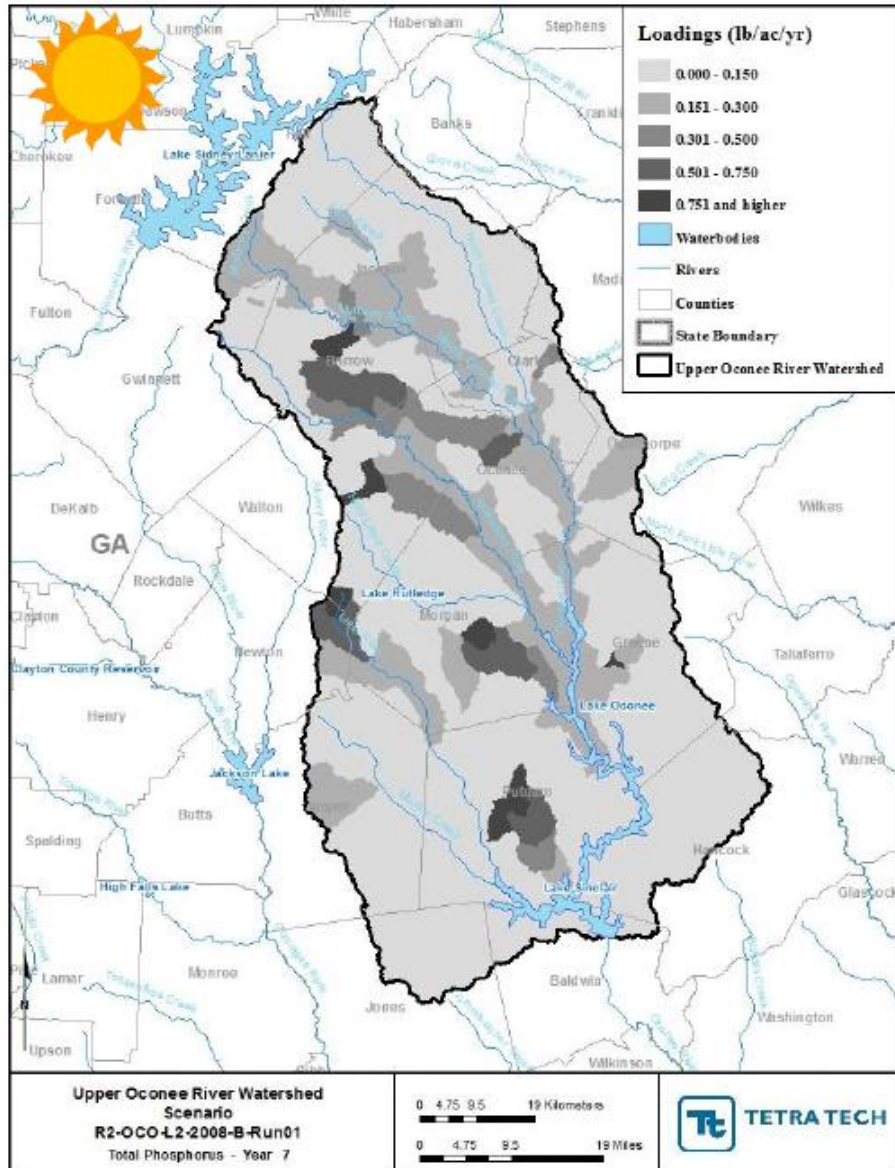 White
Habersham
Stephens
Lumpkin
Banks
Cherokee
Lake Sidney Lanier
Fulton
Gwinnett
Barrow
DeKalb
Walton
Wilkes
GA
Rockdale
Lake Rutledge
Morgan
Newton
Greene
Taliaferro
Clayton
Clayton County Reservoir
Henry
Lake Oconee
Jackson Lake
Butts
Spalding
Hancock
High Falls Lake
Lake Sinclair
Glascock
Monroe
Lamar
Baldwin
Jones
Washington
Upson
Wilkinson
N
Loadings (lb/ac/yr)
0.000 - 0.150
0.151 - 0.300
0.301 - 0.500
0.501 - 0.750
0.751 and higher
Waterbodies
Rivers
Counties
State Boundary
Upper Oconee River Watershed
Upper Oconee River Watershed
Scenario
R2-OCO-L2-2008-B-Run01
Total Phosphorus - Year 7
0 4.75 9.5 19 Kilometers
0 4.75 9.5 19 Miles
Tt TETRA TECH